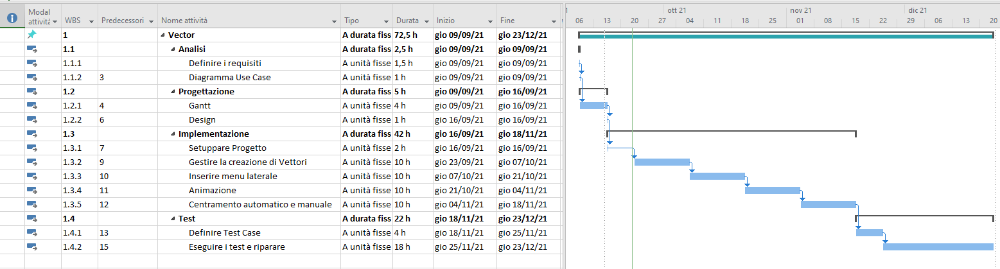 1 ott 21 nov 21 dic 21
Modal attività WBS Predecessori Nome attività Tipo Durata Inizio Fine 06 13 20 27 04 11 18 25 01 08 15 22 29 06 13 20
1 Vector A durata fiss 72,5 h gio 09/09/21 gio 23/12/21
1.1 Analisi A durata fiss 2,5 h gio 09/09/21 gio 09/09/21
1.1.1 Definire i requisiti A unità fisse 1,5 h gio 09/09/21 gio 09/09/21
1.1.2 3 Diagramma Use Case A unità fisse 1 h gio 09/09/21 gio 09/09/21
1.2 Progettazione A durata fiss 5 h gio 09/09/21 gio 16/09/21
1.2.1 4 Gantt A unità fisse 4 h gio 09/09/21 gio 16/09/21
1.2.2 6 Design A unità fisse 1 h gio 16/09/21 gio 16/09/21
1.3 Implementazione A durata fiss 42 h gio 16/09/21 gio 18/11/21
1.3.1 7 Setuppare Progetto A unità fisse 2 h gio 16/09/21 gio 16/09/21
1.3.2 9 Gestire la creazione di Vettori A unità fisse 10 h gio 23/09/21 gio 07/10/21
1.3.3 10 Inserire menu laterale A unità fisse 10 h gio 07/10/21 gio 21/10/21
1.3.4 11 Animazione A unità fisse 10 h gio 21/10/21 gio 04/11/21
1.3.5 12 Centramento automatico e manuale A unità fisse 10 h gio 04/11/21 gio 18/11/21
1.4 Test A durata fiss 22 h gio 18/11/21 gio 23/12/21
1.4.1 13 Definire Test Case A unità fisse 4 h gio 18/11/21 gio 25/11/21
1.4.2 15 Eseguire i test e riparare A unità fisse 18 h gio 25/11/21 gio 23/12/21